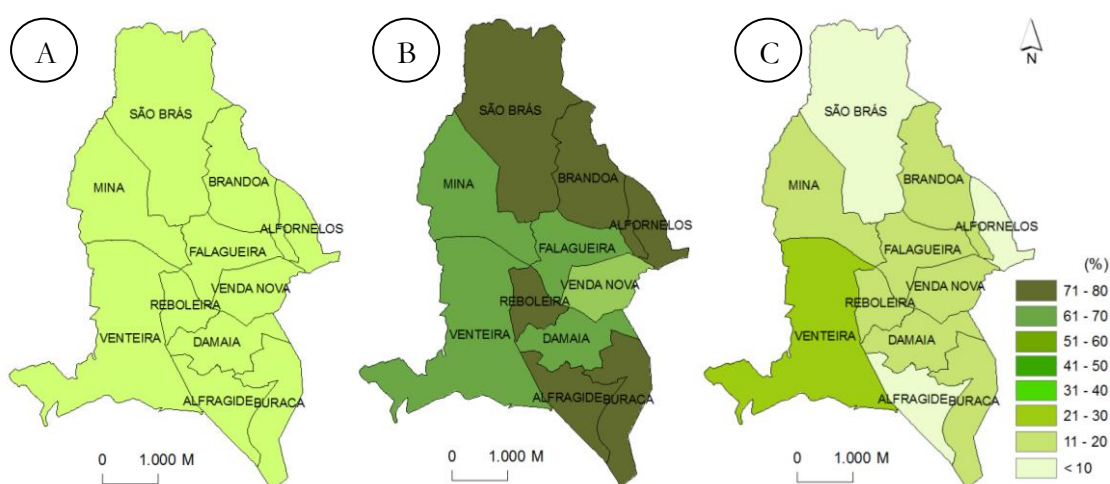 A
SÃO BRÁS
MINA
BRANDOA
ALFORNELOS
FALAGUEIRA
VENDA NOVA
REBOLEIRA
VENTEIRA
DAMAIA
ALFRAGIDE
BURACA
0 1.000 M
B
SÃO BRÁS
MINA
BRANDOA
ALFORNELOS
FALAGUEIRA
VENDA NOVA
REBOLEIRA
VENTEIRA
DAMAIA
ALFRAGIDE
BURACA
0 1.000 M
C
SÃO BRÁS
MINA
BRANDOA
ALFORNELOS
FALAGUEIRA
VENDA NOVA
REBOLEIRA
VENTEIRA
DAMAIA
ALFRAGIDE
BURACA
0 1.000 M
N
(%)
71 - 80
61 - 70
51 - 60
41 - 50
31 - 40
21 - 30
11 - 20
< 10